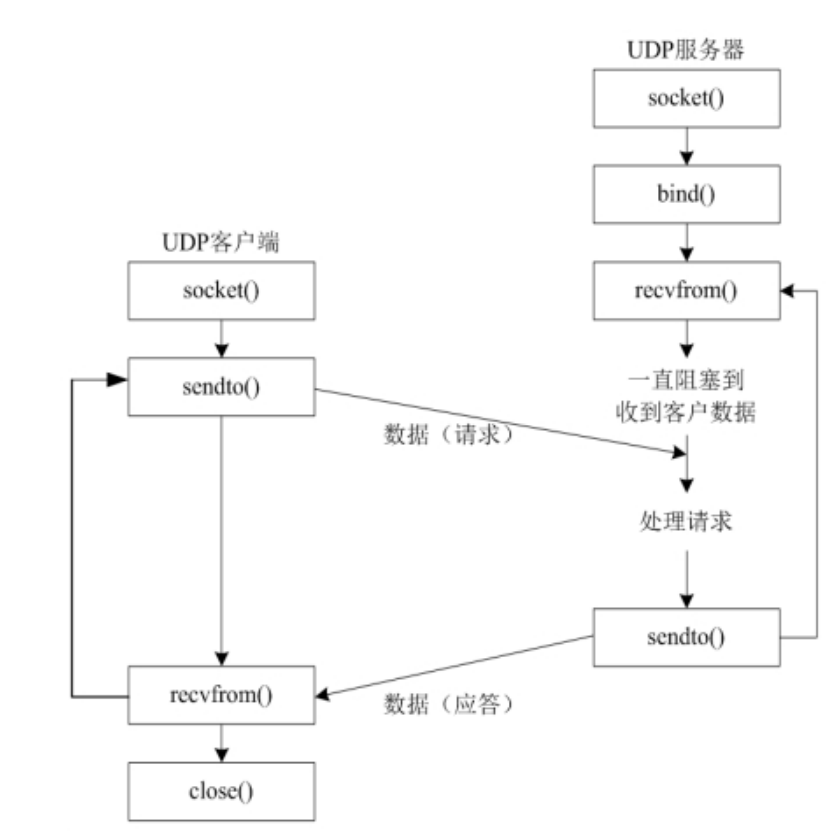 UDP服务器
socket()
bind()
UDP客户端
socket()
recvfrom()
sendto()
一直阻塞到
收到客户数据
数据（请求）
处理请求
sendto()
recvfrom()
数据（应答）
close()